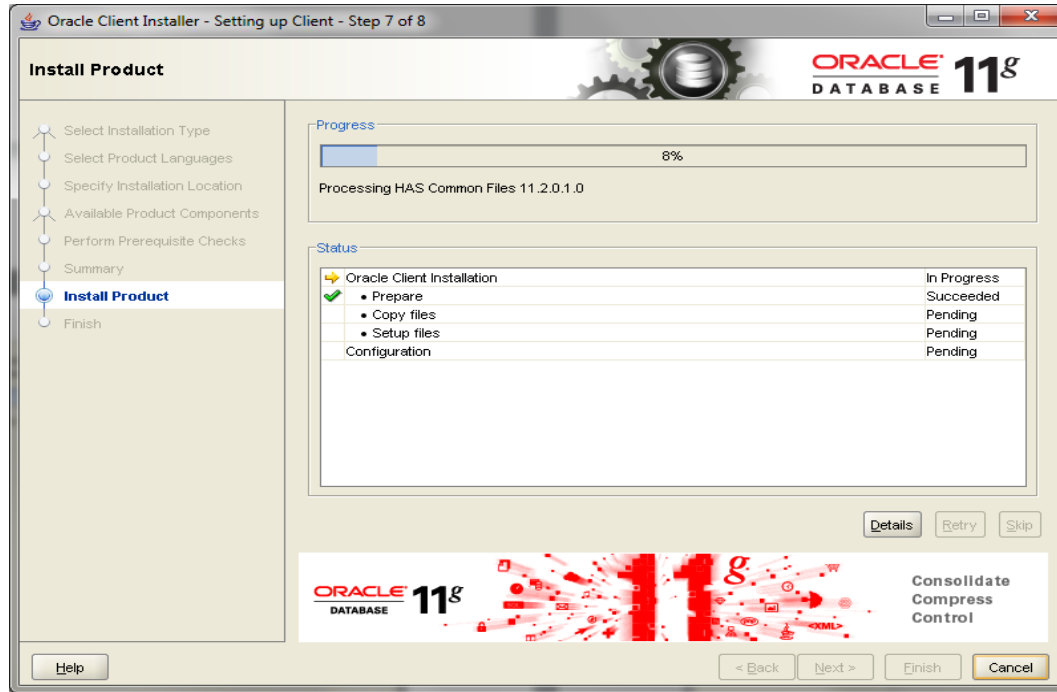 Oracle Client Installer - Setting up Client - Step 7 of 8
Install Product
ORACLE 11g
DATABASE
Select Installation Type
Select Product Languages
Specify Installation Location
Available Product Components
Perform Prerequisite Checks
Summary
Install Product
Finish
Progress
8%
Processing HAS Common Files 11.2.0.1.0
Status
Oracle Client Installation In Progress
• Prepare Succeeded
• Copy files Pending
• Setup files Pending
Configuration Pending
Details Retry Skip
ORACLE 11g
DATABASE
11g
<XML>
Consolidate
Compress
Control
Help < Back Next > Finish Cancel